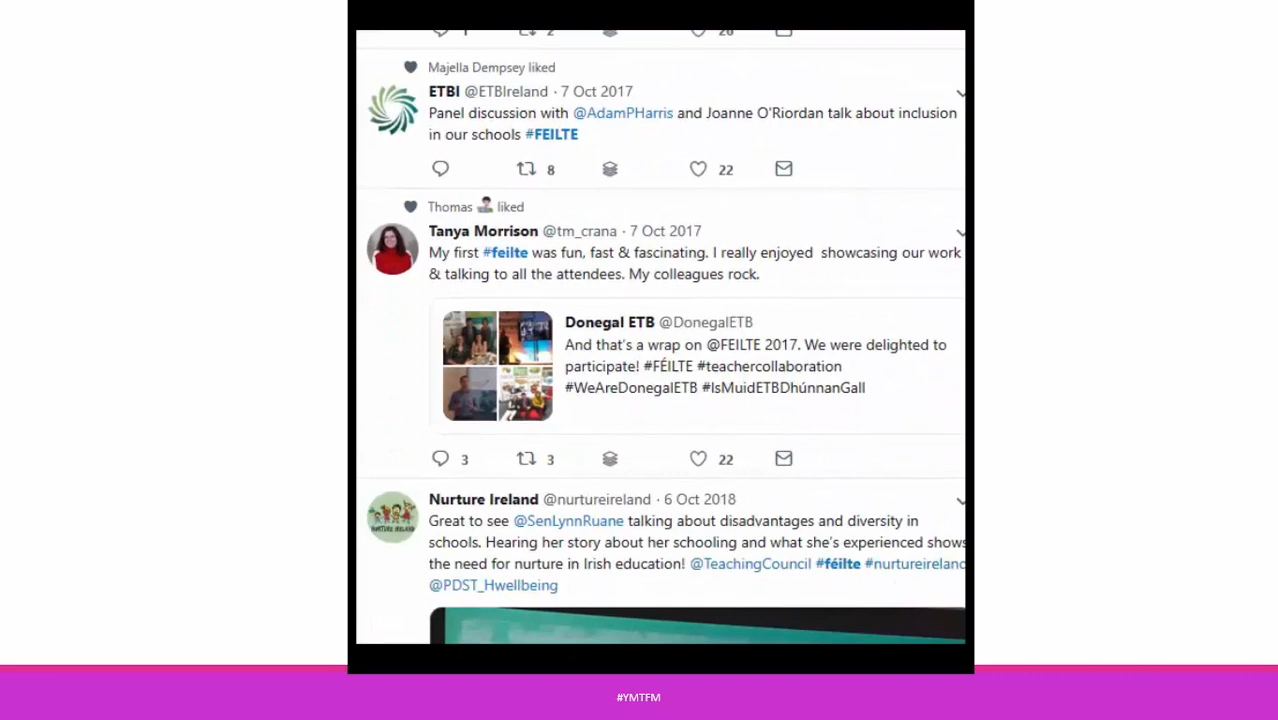 1 2 26
Majella Dempsey liked
ETBI @ETBIreland · 7 Oct 2017
Panel discussion with @AdamPHarris and Joanne O'Riordan talk about inclusion
in our schools #FEILTE
8 22
Thomas liked
Tanya Morrison @tm_crana · 7 Oct 2017
My first #feilte was fun, fast & fascinating. I really enjoyed showcasing our work
& talking to all the attendees. My colleagues rock.
Donegal ETB @DonegalETB
And that's a wrap on @FEILTE 2017. We were delighted to
participate! #FÉILTE #teachercollaboration
#WeAreDonegalETB #IsMuidETBDhúnnanGall
3 3 22
Nurture Ireland @nurtureireland · 6 Oct 2018
Great to see @SenLynnRuane talking about disadvantages and diversity in
schools. Hearing her story about her schooling and what she's experienced shows
the need for nurture in Irish education! @TeachingCouncil #féilte #nurtureireland
@PDST_Hwellbeing
NURTURE IRELAND
#YMTFM